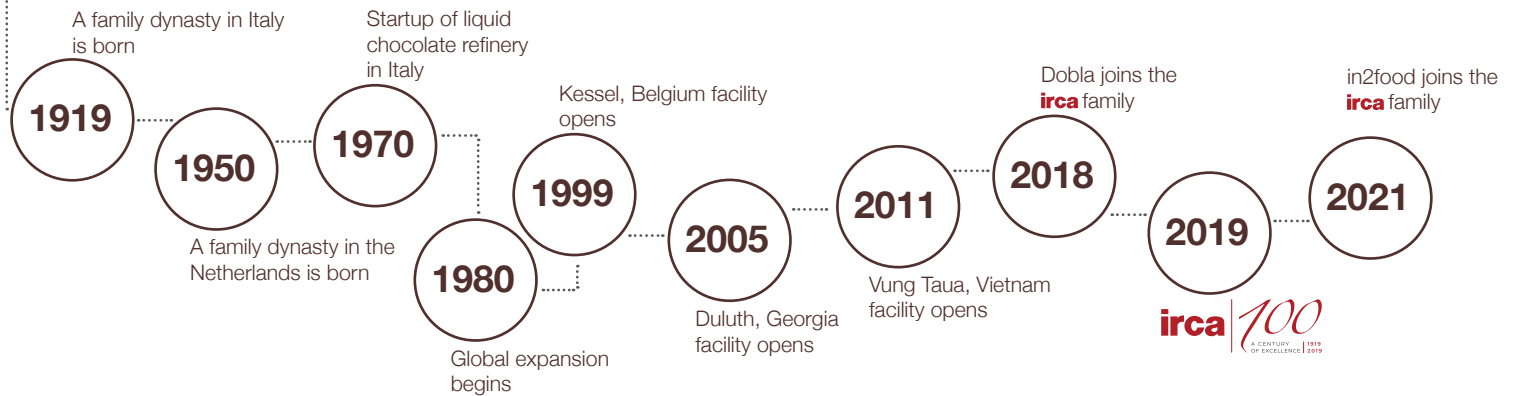 A family dynasty in Italy
is born
1919
1950
A family dynasty in the
Netherlands is born
Startup of liquid
chocolate refinery
in Italy
1970
1980
Global expansion
begins
Kessel, Belgium facility
opens
1999
2005
Duluth, Georgia
facility opens
2011
Vung Taua, Vietnam
facility opens
Dobla joins the
irca family
2018
2019
irca 100
A CENTURY
OF EXCELLENCE
1919
2019
in2food joins the
irca family
2021